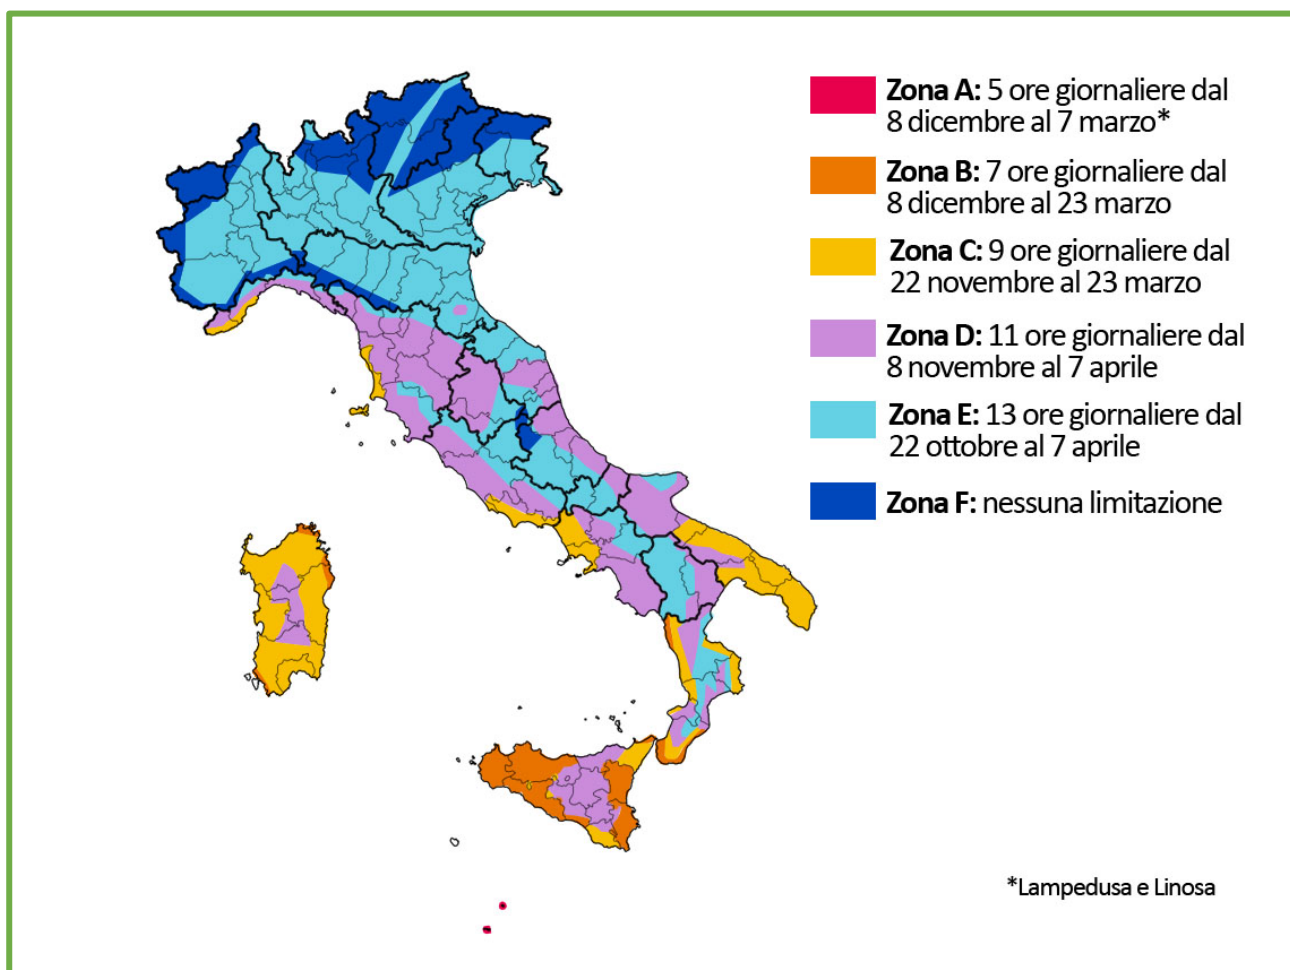 Zona A: 5 ore giornaliere dal
8 dicembre al 7 marzo*
Zona B: 7 ore giornaliere dal
8 dicembre al 23 marzo
Zona C: 9 ore giornaliere dal
22 novembre al 23 marzo
Zona D: 11 ore giornaliere dal
8 novembre al 7 aprile
Zona E: 13 ore giornaliere dal
22 ottobre al 7 aprile
Zona F: nessuna limitazione
*Lampedusa e Linosa